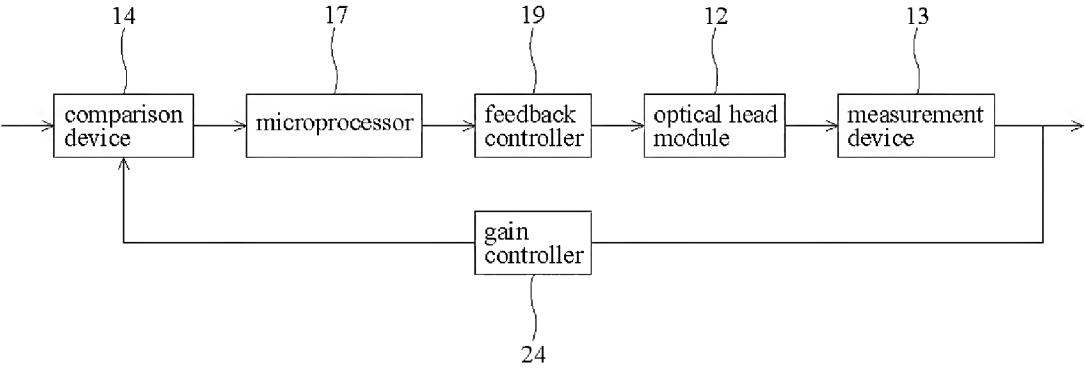 14
17
19
12
13
comparison
device
microprocessor
feedback
controller
optical head
module
measurement
device
gain
controller
24